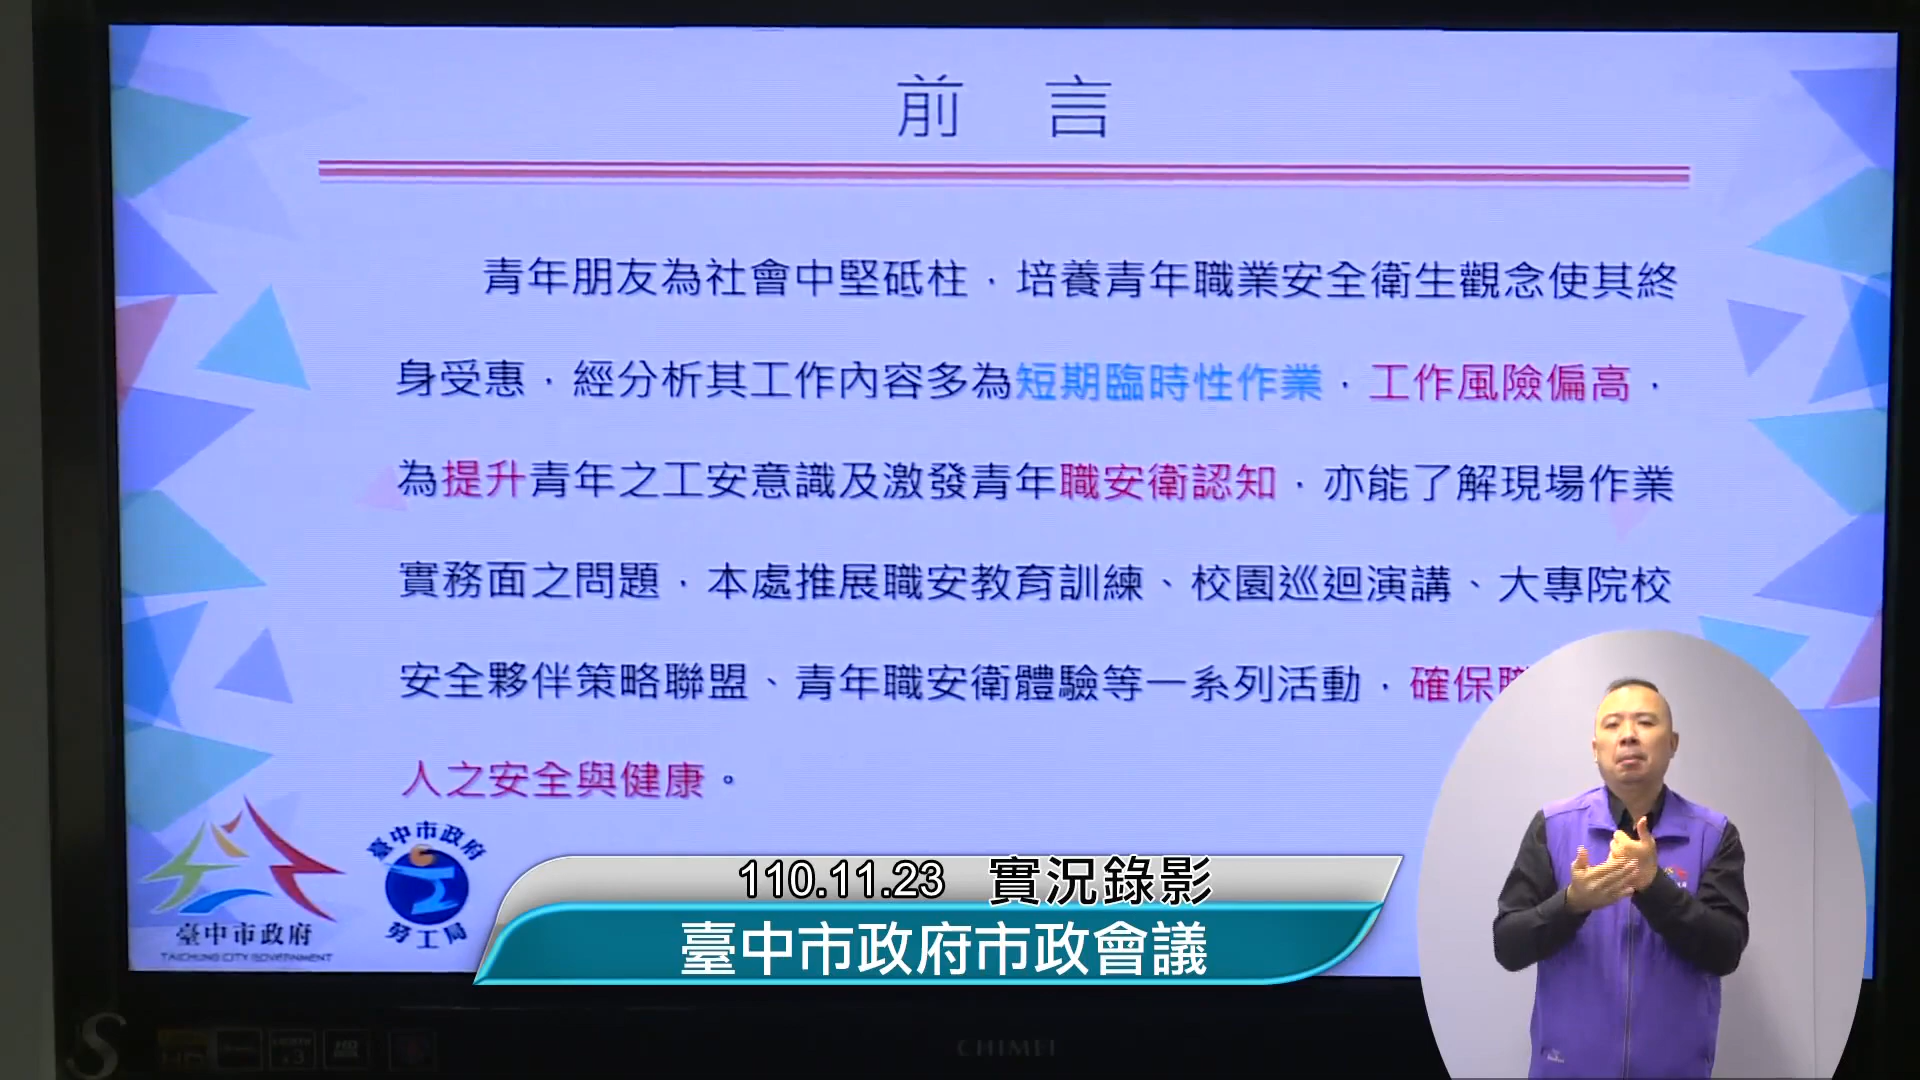 前 言
青年朋友為社會中堅砥柱，培養青年職業安全衛生觀念使其終
身受惠，經分析其工作內容多為短期臨時性作業，工作風險偏高，
為提升青年之工安意識及激發青年職安衛認知，亦能了解現場作業
實務面之問題，本處推展職安教育訓練、校園巡迴演講、大專院校
安全夥伴策略聯盟、青年職安衛體驗等一系列活動，確保職
人之安全與健康。
臺中市政府
TAICHUNG CITY GOVERNMENT
臺中市政府
勞工局
110.11.23 實況錄影
臺中市政府市政會議
CHIMEI